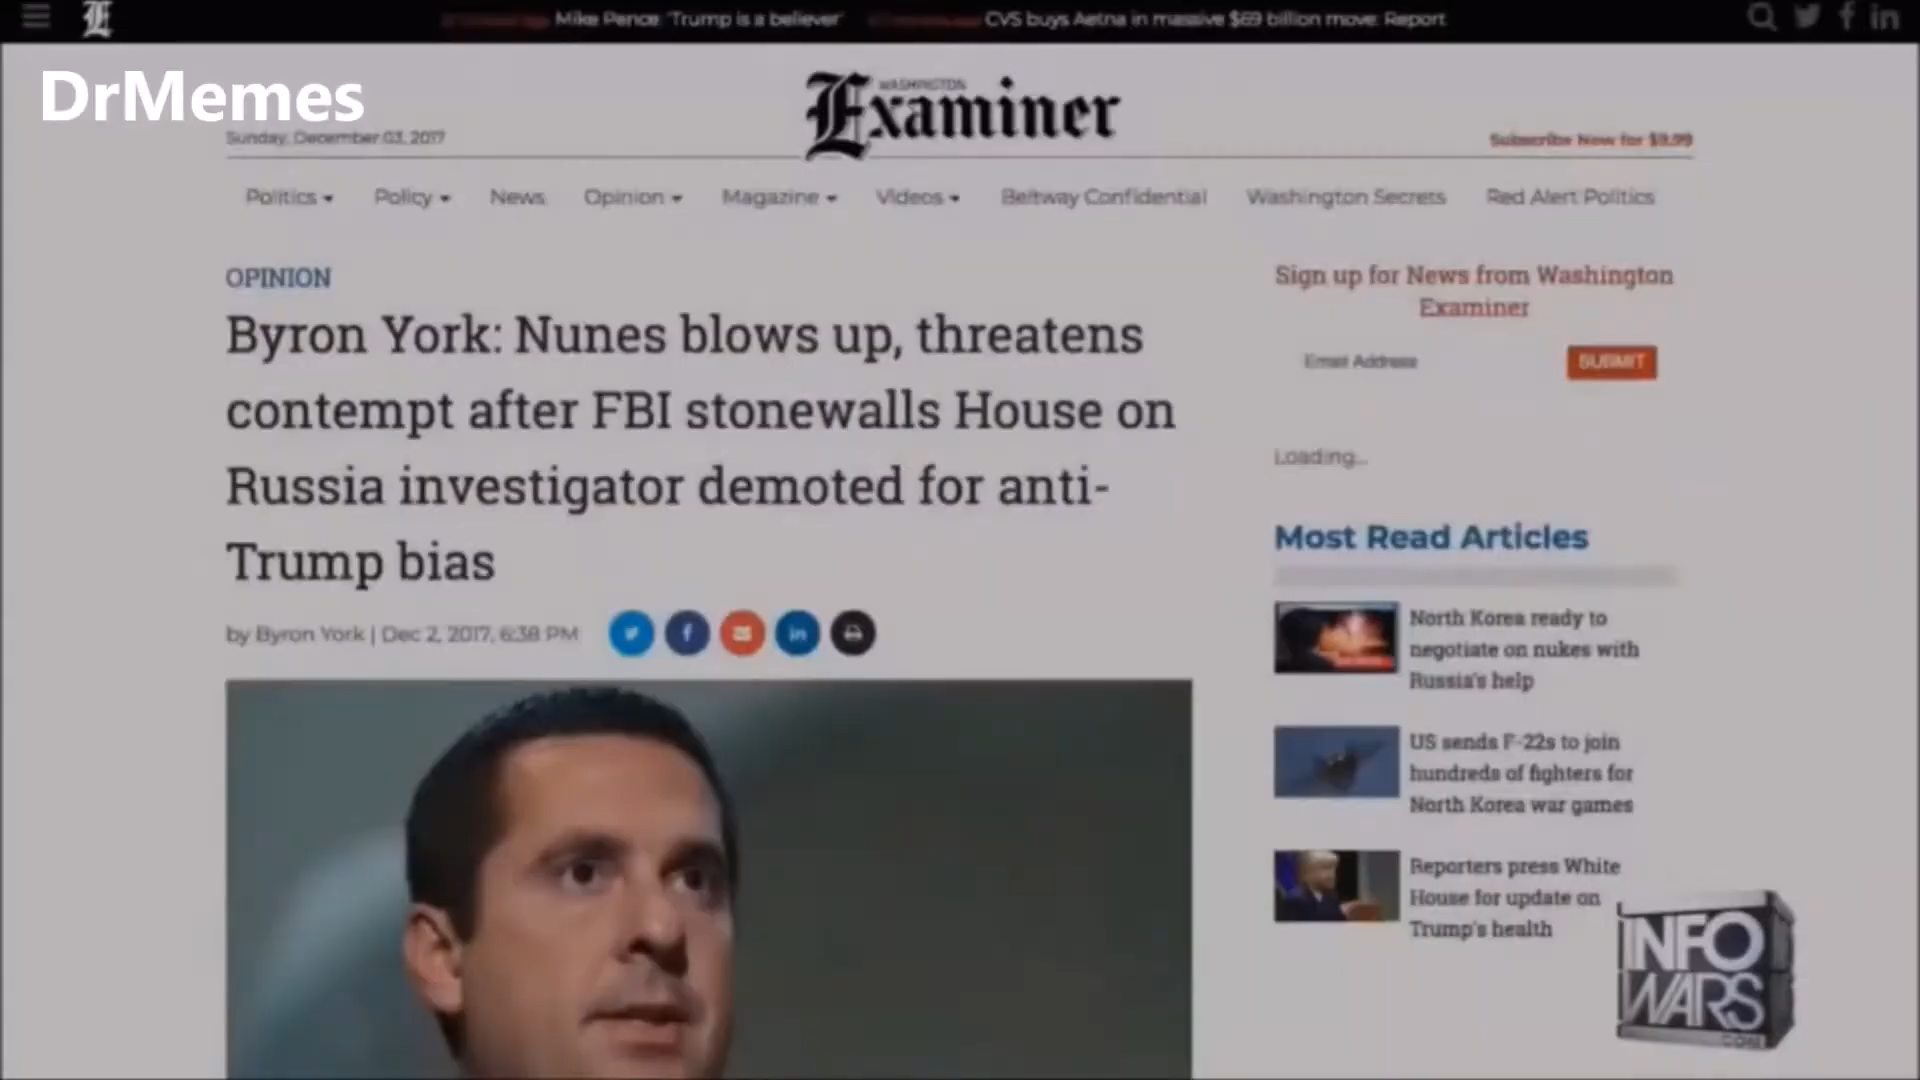 Mike Pence: 'Trump is a believer'
CVS buys Aetna in massive $69 billion move: Report
DrMemes
WASHINGTON
Examiner
Sunday, December 03, 2017
Subscribe Now for $9.99
Politics
Policy
News
Opinion
Magazine
Videos
Beltway Confidential
Washington Secrets
Red Alert Politics
OPINION
Byron York: Nunes blows up, threatens
contempt after FBI stonewalls House on
Russia investigator demoted for anti-
Trump bias
by Byron York | Dec 2, 2017, 6:38 PM
Sign up for News from Washington
Examiner
Email Address
SUBMIT
Loading...
Most Read Articles
North Korea ready to
negotiate on nukes with
Russia's help
US sends F-22s to join
hundreds of fighters for
North Korea war games
Reporters press White
House for update on
Trump's health
INFO
WARS
.COM